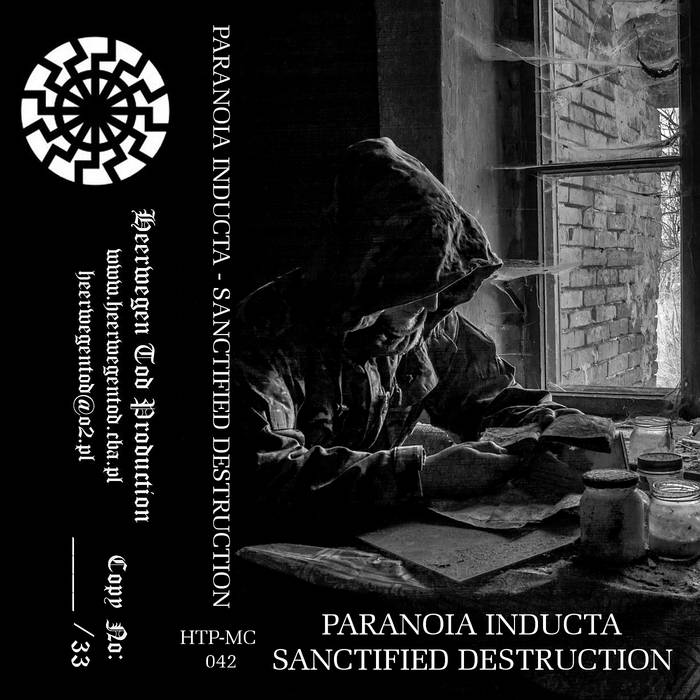 Heerwegen Tod Production
www.heerwegentod.cba.pl
heerwegentod@o2.pl
Copy No:
____ / 33
PARANOIA INDUCTA - SANCTIFIED DESTRUCTION
HTP-MC
042
PARANOIA INDUCTA
SANCTIFIED DESTRUCTION